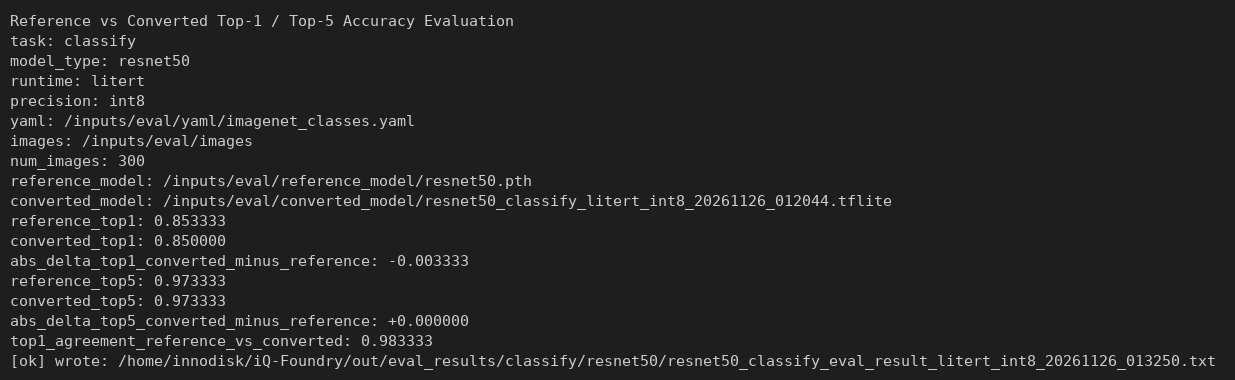 Reference vs Converted Top-1 / Top-5 Accuracy Evaluation
task: classify
model_type: resnet50
runtime: litert
precision: int8
yaml: /inputs/eval/yaml/imagenet_classes.yaml
images: /inputs/eval/images
num_images: 300
reference_model: /inputs/eval/reference_model/resnet50.pth
converted_model: /inputs/eval/converted_model/resnet50_classify_litert_int8_20261126_012044.tflite
reference_top1: 0.853333
converted_top1: 0.850000
abs_delta_top1_converted_minus_reference: -0.003333
reference_top5: 0.973333
converted_top5: 0.973333
abs_delta_top5_converted_minus_reference: +0.000000
top1_agreement_reference_vs_converted: 0.983333
[ok] wrote: /home/innodisk/iQ-Foundry/out/eval_results/classify/resnet50/resnet50_classify_eval_result_litert_int8_20261126_013250.txt